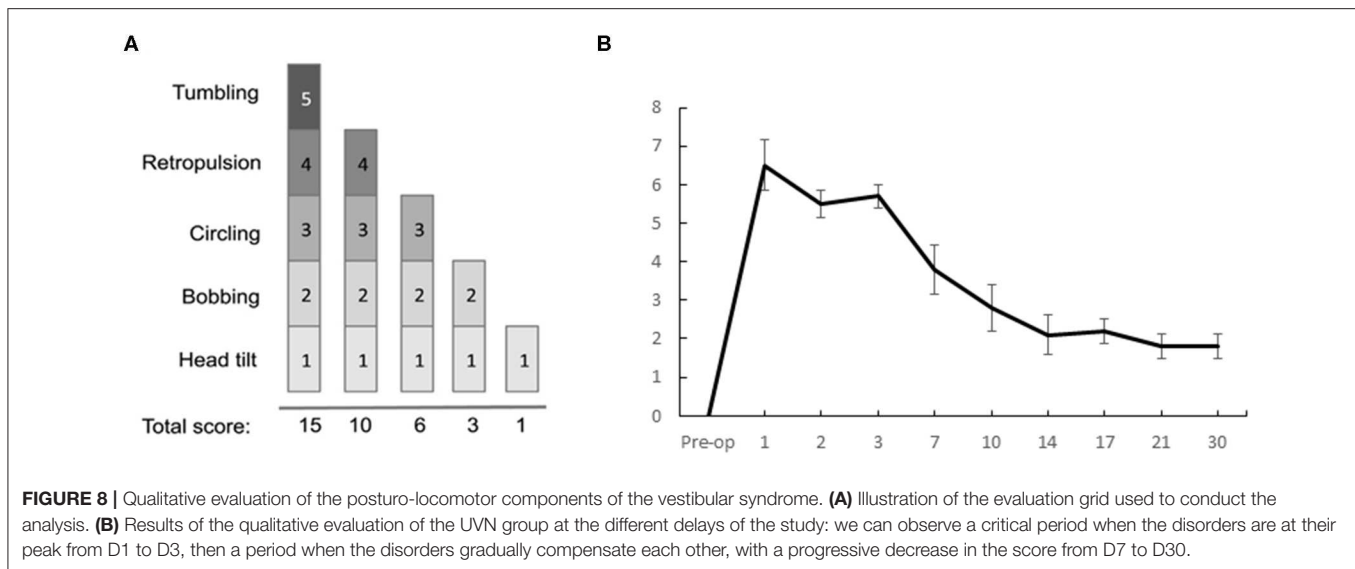 A
Tumbling 5
Retropulsion 4 4
Circling 3 3 3
Bobbing 2 2 2 2
Head tilt 1 1 1 1 1
Total score: 15 10 6 3 1
B
8
7
6
5
4
3
2
1
0
Pre-op 1 2 3 7 10 14 17 21 30
FIGURE 8 | Qualitative evaluation of the posturo-locomotor components of the vestibular syndrome. (A) Illustration of the evaluation grid used to conduct the
analysis. (B) Results of the qualitative evaluation of the UVN group at the different delays of the study: we can observe a critical period when the disorders are at their
peak from D1 to D3, then a period when the disorders gradually compensate each other, with a progressive decrease in the score from D7 to D30.